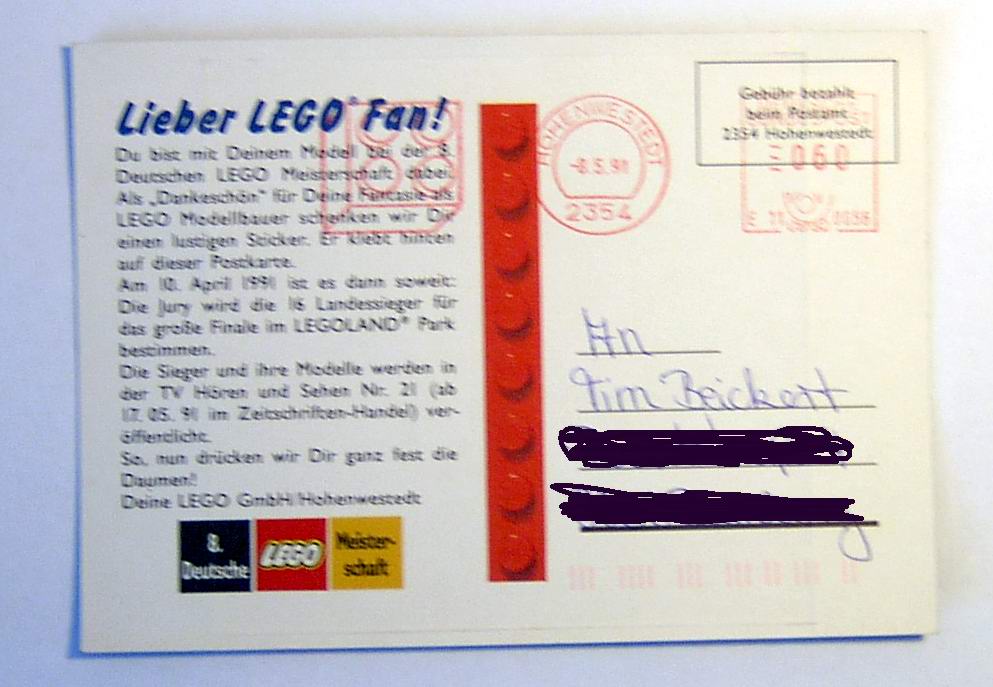 Lieber LEGO® Fan!
Du bist mit Deinem Modell bei der 8.
Deutschen LEGO Meisterschaft dabei.
Als „Dankeschön" für Deine Fantasie als
LEGO Modellbauer schenken wir Dir
einen lustigen Sticker. Er klebt hinten
auf dieser Postkarte.
Am 10. April 1991 ist es dann soweit:
Die Jury wird die 16 Landessieger für
das große Finale im LEGOLAND® Park
bestimmen.
Die Sieger und ihre Modelle werden in
der TV Hören und Sehen Nr. 21 (ab
17. 05. 91 im Zeitschriften-Handel) ver-
öffentlicht.
So, nun drücken wir Dir ganz fest die
Daumen!
Deine LEGO GmbH/Hohenwestedt
8.
Deutsche
LEGO
Meister-
schaft
HOHENWESTEDT
-8.5.91
2354
Gebühr bezahlt
beim Postamt
2354 Hohenwestedt
060
An
Tim Beickert